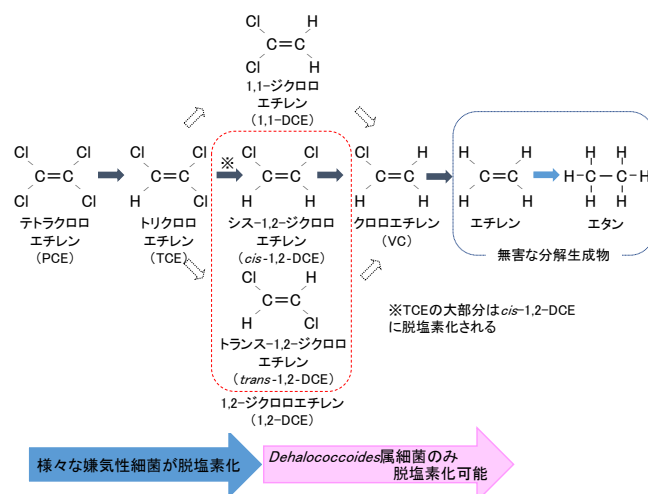 Cl H
C=C
Cl H
1,1-ジクロロ
エチレン
(1,1-DCE)
※
Cl Cl
C=C
Cl Cl
テトラクロロ
エチレン
(PCE)
Cl Cl
C=C
H Cl
トリクロロ
エチレン
(TCE)
Cl Cl
C=C
H H
シス-1,2-ジクロロ
エチレン
(cis-1,2-DCE)
Cl H
C=C
H H
クロロエチレン
(VC)
H H
C=C
H H
エチレン
H H
H-C-C-H
H H
エタン
無害な分解生成物
Cl H
C=C
H Cl
トランス-1,2-ジクロロ
エチレン
(trans-1,2-DCE)
1,2-ジクロロエチレン
(1,2-DCE)
※TCEの大部分はcis-1,2-DCE
に脱塩素化される
様々な嫌気性細菌が脱塩素化
Dehalococcoides属細菌のみ
脱塩素化可能